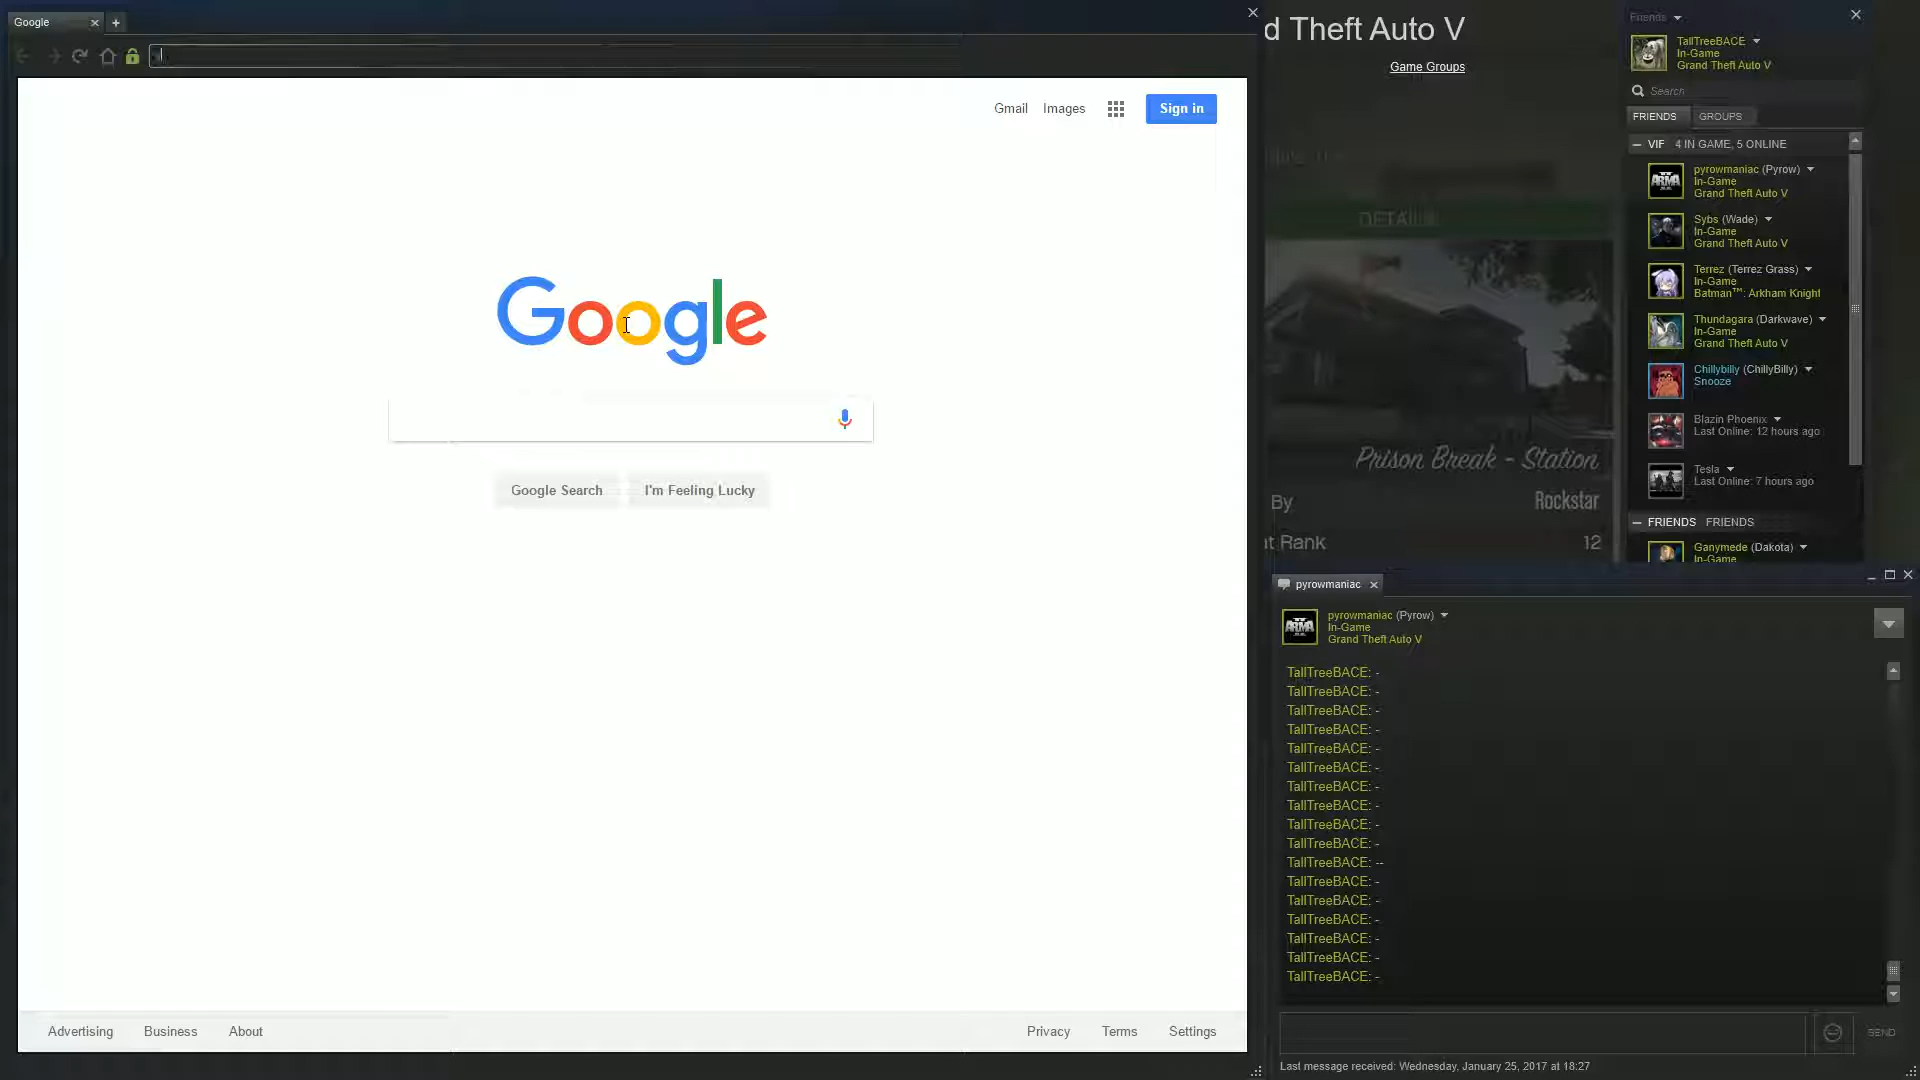 Google
Gmail
Images
Sign in
Google
Google Search
I'm Feeling Lucky
Advertising
Business
About
Privacy
Terms
Settings
d Theft Auto V
Game Groups
DETAILS
Prison Break - Station
By
Rockstar
at Rank
12
Friends
TallTreeBACE
In-Game
Grand Theft Auto V
Search
FRIENDS
GROUPS
VIF 4 IN GAME, 5 ONLINE
pyrowmaniac (Pyrow)
In-Game
Grand Theft Auto V
Sybs (Wade)
In-Game
Grand Theft Auto V
Terrez (Terrez Grass)
In-Game
Batman™: Arkham Knight
Thundagara (Darkwave)
In-Game
Grand Theft Auto V
Chillybilly (ChillyBilly)
Snooze
Blazin Phoenix
Last Online: 12 hours ago
Tesla
Last Online: 7 hours ago
FRIENDS FRIENDS
Ganymede (Dakota)
In-Game
pyrowmaniac
ARMA
pyrowmaniac (Pyrow)
In-Game
Grand Theft Auto V
TallTreeBACE: -
TallTreeBACE: -
TallTreeBACE: -
TallTreeBACE: -
TallTreeBACE: -
TallTreeBACE: -
TallTreeBACE: -
TallTreeBACE: -
TallTreeBACE: -
TallTreeBACE: -
TallTreeBACE: --
TallTreeBACE: -
TallTreeBACE: -
TallTreeBACE: -
TallTreeBACE: -
TallTreeBACE: -
TallTreeBACE: -
SEND
Last message received: Wednesday, January 25, 2017 at 18:27